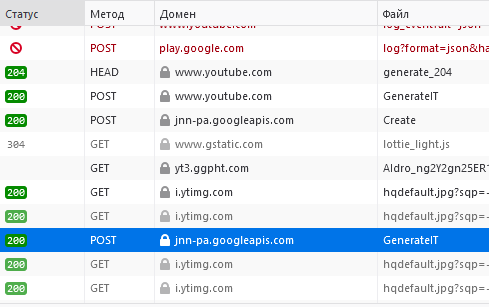 Статус Метод Домен Файл
www.youtube.com log_event?alt=json
POST play.google.com log?format=json&ha
204 HEAD www.youtube.com generate_204
200 POST www.youtube.com GenerateIT
200 POST jnn-pa.googleapis.com Create
304 GET www.gstatic.com lottie_light.js
GET yt3.ggpht.com
200 GET i.ytimg.com hqdefault.jpg?sqp=-
200 GET i.ytimg.com hqdefault.jpg?sqp=-
200 POST jnn-pa.googleapis.com GenerateIT
200 GET i.ytimg.com hqdefault.jpg?sqp=-
200 GET i.ytimg.com hqdefault.jpg?sqp=-